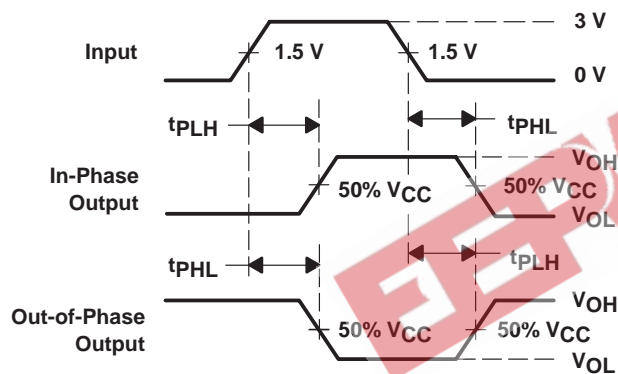 3 V
Input
1.5 V
1.5 V
0 V
tPLH
tPHL
In-Phase
Output
50% VCC
VOH
50% VCC
VOL
tPHL
tPLH
Out-of-Phase
Output
50% VCC
VOH
50% VCC
VOL